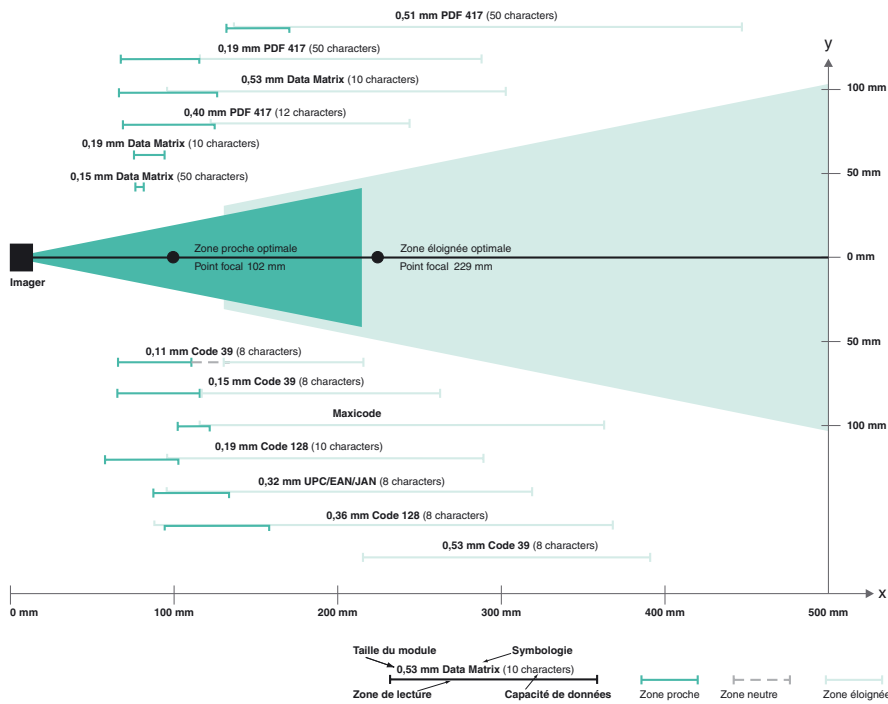 0,51 mm PDF 417 (50 characters)
y
0,19 mm PDF 417 (50 characters)
0,53 mm Data Matrix (10 characters)
100 mm
0,40 mm PDF 417 (12 characters)
0,19 mm Data Matrix (10 characters)
50 mm
0,15 mm Data Matrix (50 characters)
Zone proche optimale
Point focal 102 mm
Zone éloignée optimale
Point focal 229 mm
0 mm
Imager
50 mm
0,11 mm Code 39 (8 characters)
0,15 mm Code 39 (8 characters)
Maxicode
100 mm
0,19 mm Code 128 (10 characters)
0,32 mm UPC/EAN/JAN (8 characters)
0,36 mm Code 128 (8 characters)
0,53 mm Code 39 (8 characters)
x
0 mm
100 mm
200 mm
300 mm
400 mm
500 mm
Taille du module
Symbologie
0,53 mm Data Matrix (10 characters)
Zone de lecture
Capacité de données
Zone proche
Zone neutre
Zone éloignée